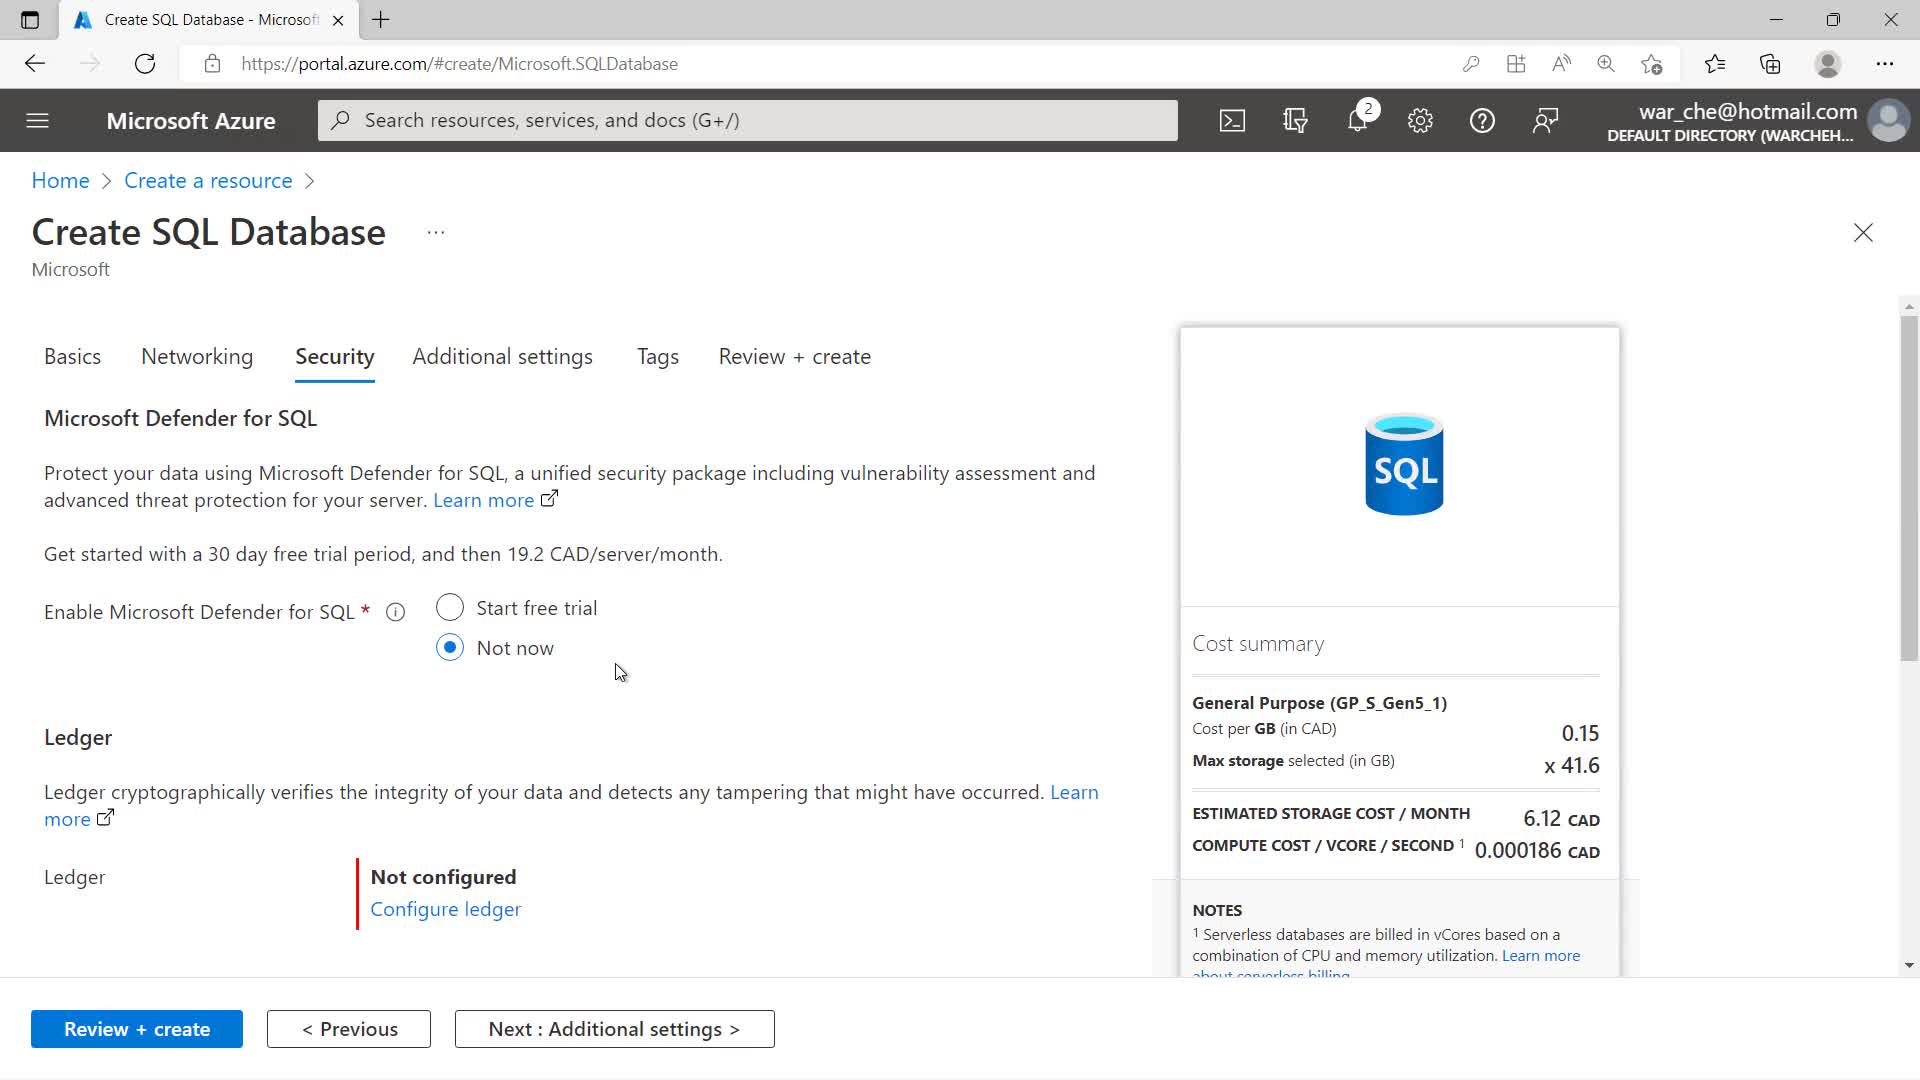 Create SQL Database - Microsoft
https://portal.azure.com/#create/Microsoft.SQLDatabase
Microsoft Azure
Search resources, services, and docs (G+/)
2
war_che@hotmail.com
DEFAULT DIRECTORY (WARCHEH...
Home > Create a resource >
Create SQL Database ...
Microsoft
Basics Networking Security Additional settings Tags Review + create
Microsoft Defender for SQL
Protect your data using Microsoft Defender for SQL, a unified security package including vulnerability assessment and
advanced threat protection for your server. Learn more
Get started with a 30 day free trial period, and then 19.2 CAD/server/month.
Enable Microsoft Defender for SQL *
Start free trial
Not now
Ledger
Ledger cryptographically verifies the integrity of your data and detects any tampering that might have occurred. Learn
more
Ledger
Not configured
Configure ledger
SQL
Cost summary
General Purpose (GP_S_Gen5_1)
Cost per GB (in CAD) 0.15
Max storage selected (in GB) x 41.6
ESTIMATED STORAGE COST / MONTH 6.12 CAD
COMPUTE COST / VCORE / SECOND 1 0.000186 CAD
NOTES
1 Serverless databases are billed in vCores based on a
combination of CPU and memory utilization. Learn more
about serverless billing
Review + create
< Previous
Next : Additional settings >